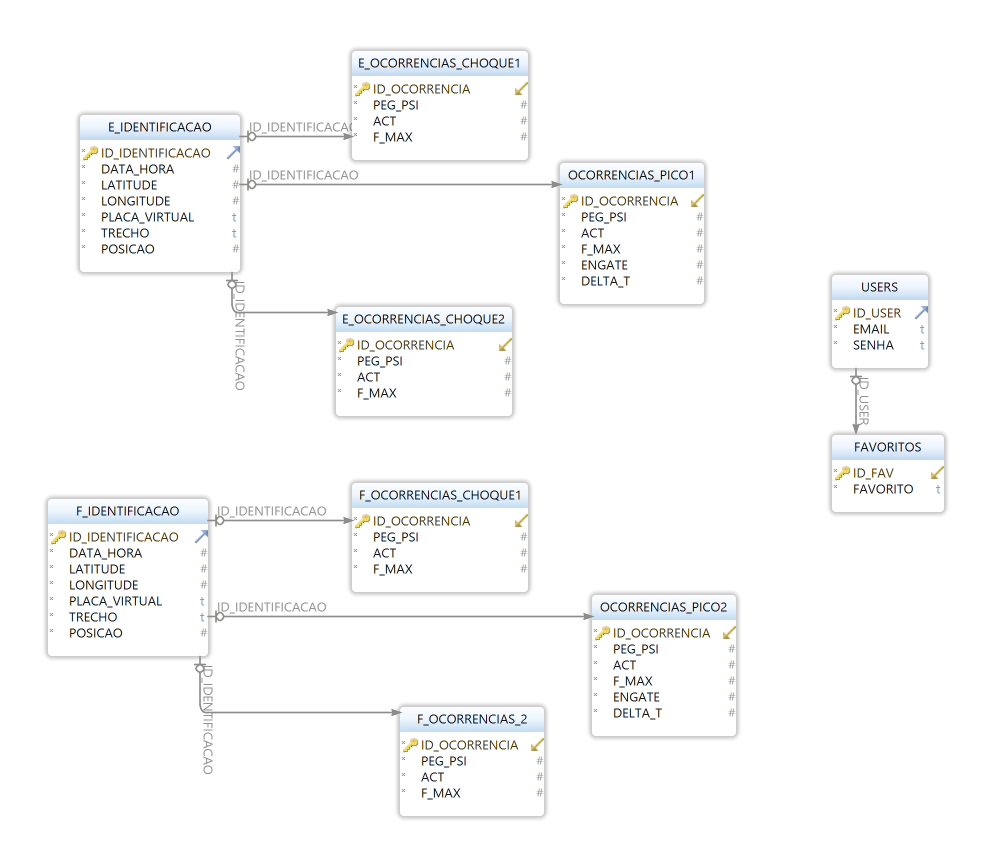 E_OCORRENCIAS_CHOQUE1
ID_OCORRENCIA
PEG_PSI #
ACT #
F_MAX #
E_IDENTIFICACAO
ID_IDENTIFICACAO
DATA_HORA #
LATITUDE #
LONGITUDE #
PLACA_VIRTUAL t
TRECHO t
POSICAO #
ID_IDENTIFICACAO
ID_IDENTIFICACAO
ID_IDENTIFICACAO
OCORRENCIAS_PICO1
ID_OCORRENCIA
PEG_PSI #
ACT #
F_MAX #
ENGATE #
DELTA_T #
E_OCORRENCIAS_CHOQUE2
ID_OCORRENCIA
PEG_PSI #
ACT #
F_MAX #
USERS
ID_USER
EMAIL t
SENHA t
ID_USER
FAVORITOS
ID_FAV
FAVORITO t
F_IDENTIFICACAO
ID_IDENTIFICACAO
DATA_HORA #
LATITUDE #
LONGITUDE #
PLACA_VIRTUAL t
TRECHO t
POSICAO #
ID_IDENTIFICACAO
ID_IDENTIFICACAO
ID_IDENTIFICACAO
F_OCORRENCIAS_CHOQUE1
ID_OCORRENCIA
PEG_PSI #
ACT #
F_MAX #
OCORRENCIAS_PICO2
ID_OCORRENCIA
PEG_PSI #
ACT #
F_MAX #
ENGATE #
DELTA_T #
F_OCORRENCIAS_2
ID_OCORRENCIA
PEG_PSI #
ACT #
F_MAX #